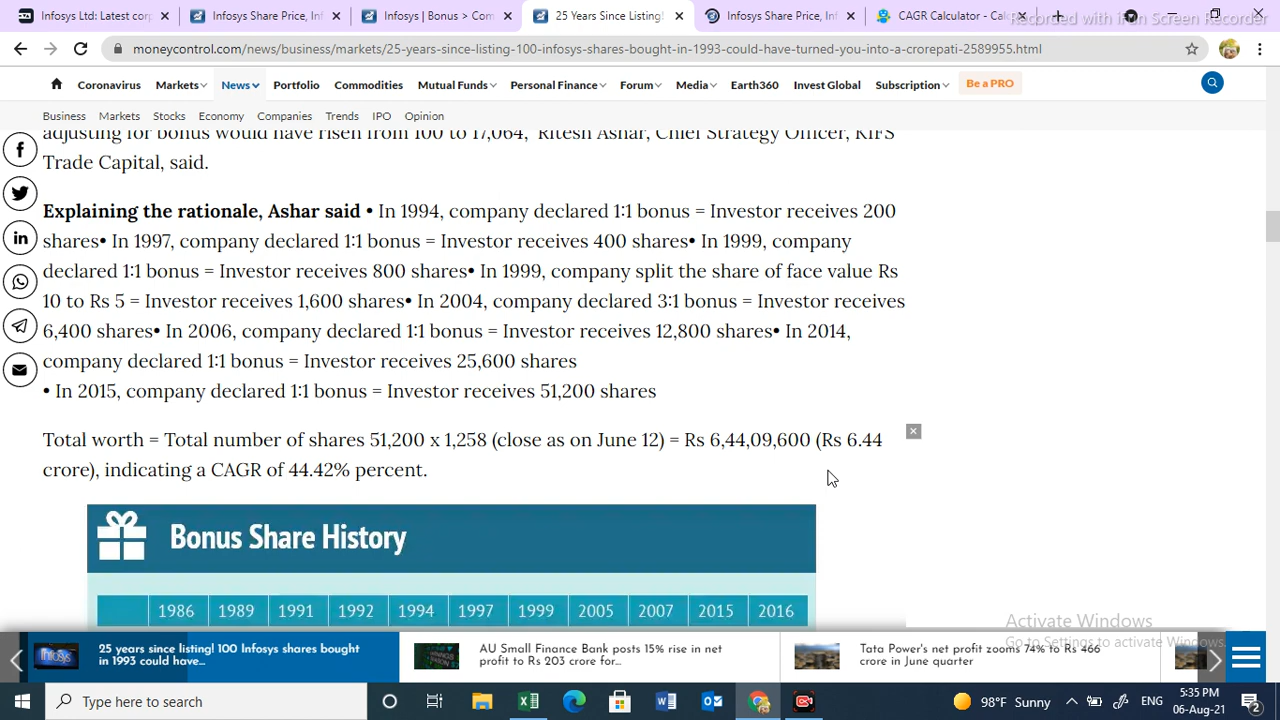 Infosys Ltd: Latest corp
Infosys Share Price, Inf
Infosys | Bonus > Com
25 Years Since Listing!
Infosys Share Price, Inf
CAGR Calculator - Cal
Recorded with iFun Screen Recorder
moneycontrol.com/news/business/markets/25-years-since-listing-100-infosys-shares-bought-in-1993-could-have-turned-you-into-a-crorepati-2589955.html
Coronavirus Markets News Portfolio Commodities Mutual Funds Personal Finance Forum Media Earth360 Invest Global Subscription Be a PRO
Business Markets Stocks Economy Companies Trends IPO Opinion
adjusting for bonus would have risen from 100 to 17,064," Ritesh Ashar, Chief Strategy Officer, KIFS
Trade Capital, said.
Explaining the rationale, Ashar said • In 1994, company declared 1:1 bonus = Investor receives 200
shares• In 1997, company declared 1:1 bonus = Investor receives 400 shares• In 1999, company
declared 1:1 bonus = Investor receives 800 shares• In 1999, company split the share of face value Rs
10 to Rs 5 = Investor receives 1,600 shares• In 2004, company declared 3:1 bonus = Investor receives
6,400 shares• In 2006, company declared 1:1 bonus = Investor receives 12,800 shares• In 2014,
company declared 1:1 bonus = Investor receives 25,600 shares
• In 2015, company declared 1:1 bonus = Investor receives 51,200 shares
Total worth = Total number of shares 51,200 x 1,258 (close as on June 12) = Rs 6,44,09,600 (Rs 6.44
crore), indicating a CAGR of 44.42% percent.
Bonus Share History
1986 1989 1991 1992 1994 1997 1999 2005 2007 2015 2016
Activate Windows
Go to Settings to activate Windows.
25 years since listing! 100 Infosys shares bought
in 1993 could have...
AU Small Finance Bank posts 15% rise in net
profit to Rs 203 crore for...
Tata Power's net profit zooms 74% to Rs 466
crore in June quarter
Type here to search
98°F Sunny
ENG
5:35 PM
06-Aug-21
2